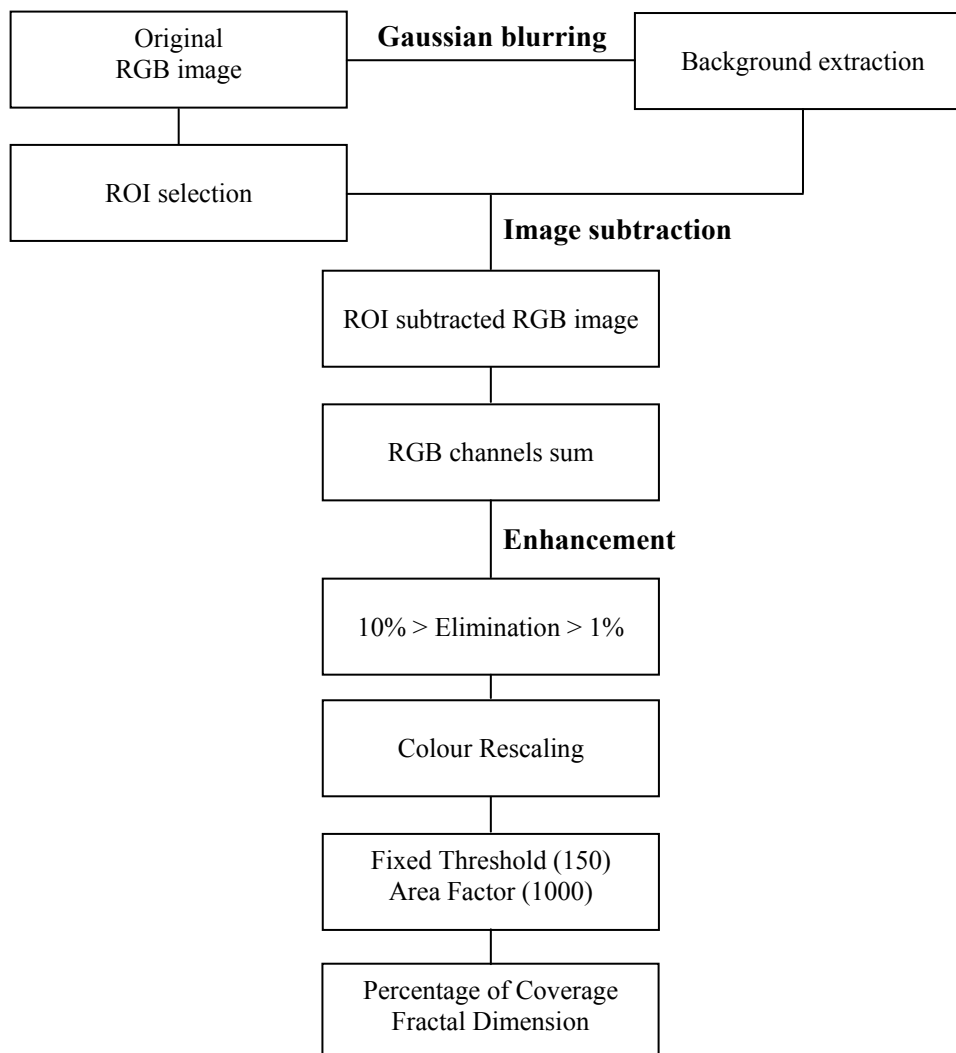 Original
RGB image
Gaussian blurring
Background extraction
ROI selection
Image subtraction
ROI subtracted RGB image
RGB channels sum
Enhancement
10% > Elimination > 1%
Colour Rescaling
Fixed Threshold (150)
Area Factor (1000)
Percentage of Coverage
Fractal Dimension